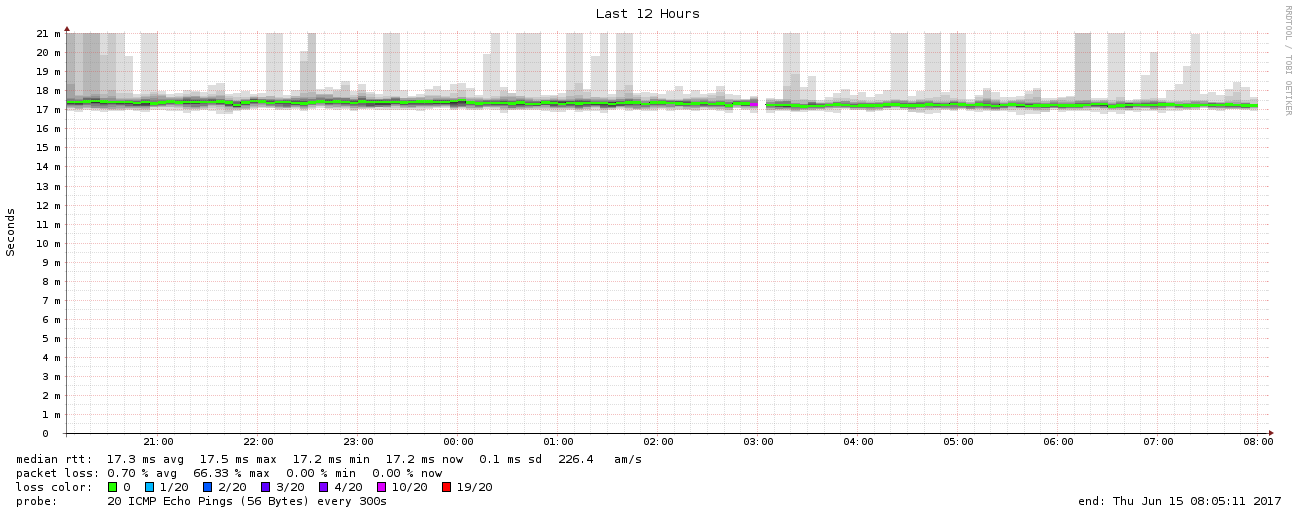 Last 12 Hours
RRDTOOL / TOBI OETIKER
Seconds
21 m
20 m
19 m
18 m
17 m
16 m
15 m
14 m
13 m
12 m
11 m
10 m
9 m
8 m
7 m
6 m
5 m
4 m
3 m
2 m
1 m
0
21:00 22:00 23:00 00:00 01:00 02:00 03:00 04:00 05:00 06:00 07:00 08:00
median rtt: 17.3 ms avg 17.5 ms max 17.2 ms min 17.2 ms now 0.1 ms sd 226.4 am/s
packet loss: 0.70 % avg 66.33 % max 0.00 % min 0.00 % now
loss color: 0 1/20 2/20 3/20 4/20 10/20 19/20
probe: 20 ICMP Echo Pings (56 Bytes) every 300s end: Thu Jun 15 08:05:11 2017